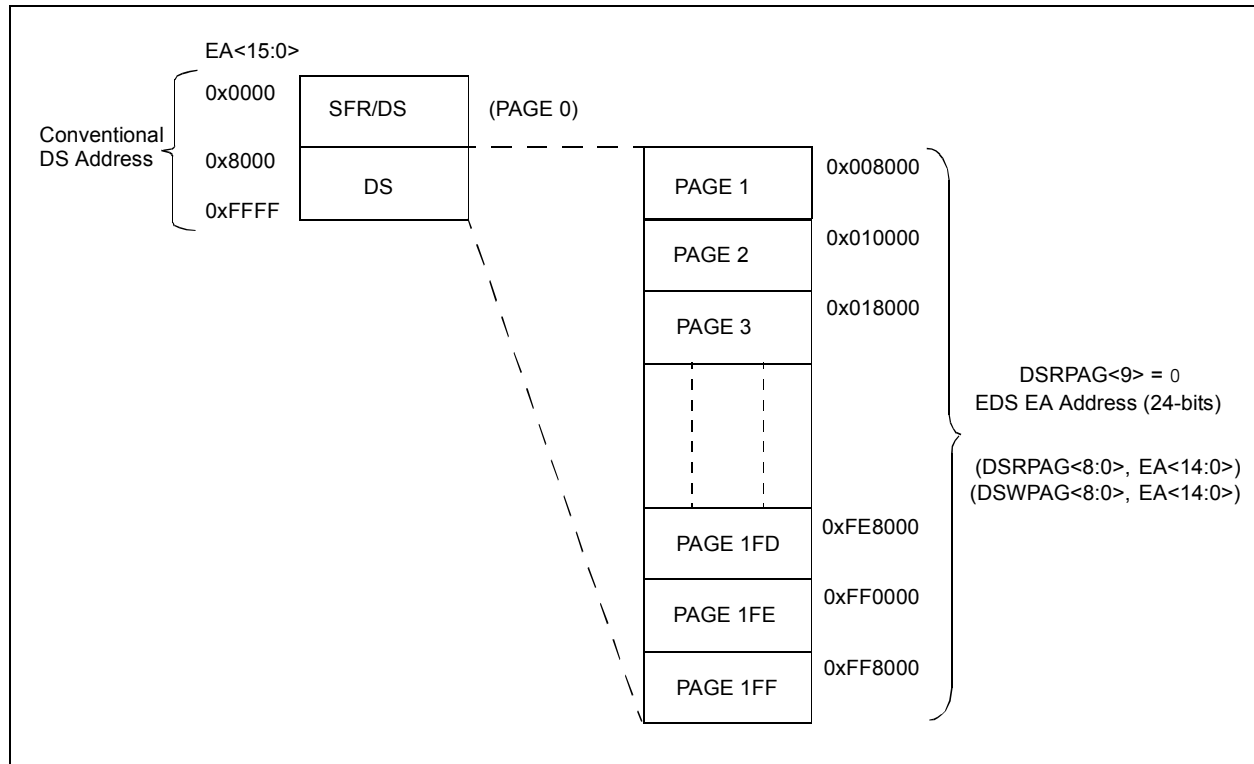 EA<15:0>
0x0000
SFR/DS
(PAGE 0)
Conventional
DS Address
0x8000
DS
0xFFFF
PAGE 1
0x008000
PAGE 2
0x010000
PAGE 3
0x018000
PAGE 1FD
0xFE8000
PAGE 1FE
0xFF0000
PAGE 1FF
0xFF8000
DSRPAG<9> = 0
EDS EA Address (24-bits)
(DSRPAG<8:0>, EA<14:0>)
(DSWPAG<8:0>, EA<14:0>)